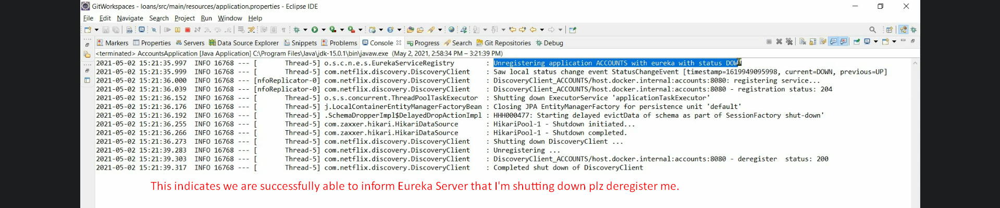 GitWorkspaces - loans/src/main/resources/application.properties - Eclipse IDE
File Edit Navigate Search Project Run Window Help
Markers Properties Servers Data Source Explorer Snippets Problems Console Progress Search Git Repositories Debug
<terminated> AccountsApplication [Java Application] C:\Program Files\Java\jdk-15.0.1\bin\javaw.exe (May 2, 2021, 2:58:34 PM – 3:21:39 PM)
2021-05-02 15:21:35.997 INFO 16768 --- [ Thread-5] o.s.c.n.e.s.EurekaServiceRegistry : Unregistering application ACCOUNTS with eureka with status DOWN
2021-05-02 15:21:35.999 INFO 16768 --- [ Thread-5] com.netflix.discovery.DiscoveryClient : Saw local status change event StatusChangeEvent [timestamp=1619949095998, current=DOWN, previous=UP]
2021-05-02 15:21:36.000 INFO 16768 --- [nfoReplicator-0] com.netflix.discovery.DiscoveryClient : DiscoveryClient_ACCOUNTS/host.docker.internal:accounts:8080: registering service...
2021-05-02 15:21:36.039 INFO 16768 --- [nfoReplicator-0] com.netflix.discovery.DiscoveryClient : DiscoveryClient_ACCOUNTS/host.docker.internal:accounts:8080 - registration status: 204
2021-05-02 15:21:36.152 INFO 16768 --- [ Thread-5] o.s.s.concurrent.ThreadPoolTaskExecutor : Shutting down ExecutorService 'applicationTaskExecutor'
2021-05-02 15:21:36.176 INFO 16768 --- [ Thread-5] j.LocalContainerEntityManagerFactoryBean : Closing JPA EntityManagerFactory for persistence unit 'default'
2021-05-02 15:21:36.192 INFO 16768 --- [ Thread-5] .SchemaDropperImpl$DelayedDropActionImpl : HHH000477: Starting delayed evictData of schema as part of SessionFactory shut-down'
2021-05-02 15:21:36.255 INFO 16768 --- [ Thread-5] com.zaxxer.hikari.HikariDataSource : HikariPool-1 - Shutdown initiated...
2021-05-02 15:21:36.266 INFO 16768 --- [ Thread-5] com.zaxxer.hikari.HikariDataSource : HikariPool-1 - Shutdown completed.
2021-05-02 15:21:36.273 INFO 16768 --- [ Thread-5] com.netflix.discovery.DiscoveryClient : Shutting down DiscoveryClient ...
2021-05-02 15:21:39.283 INFO 16768 --- [ Thread-5] com.netflix.discovery.DiscoveryClient : Unregistering ...
2021-05-02 15:21:39.303 INFO 16768 --- [ Thread-5] com.netflix.discovery.DiscoveryClient : DiscoveryClient_ACCOUNTS/host.docker.internal:accounts:8080 - deregister status: 200
2021-05-02 15:21:39.317 INFO 16768 --- [ Thread-5] com.netflix.discovery.DiscoveryClient : Completed shut down of DiscoveryClient
This indicates we are successfully able to inform Eureka Server that I'm shutting down plz deregister me.